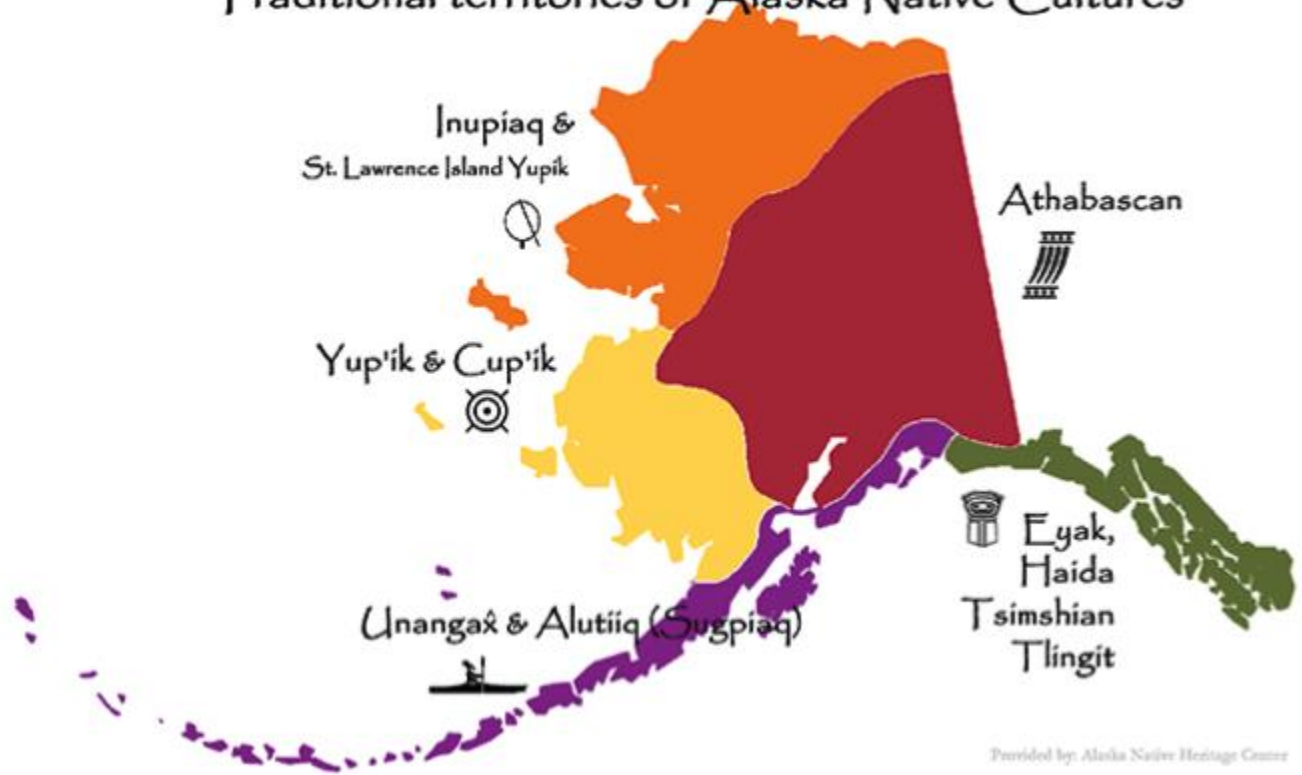 Traditional territories of Alaska Native Cultures
Inupiaq &
St. Lawrence Island Yupik
Athabascan
Yup'ik & Cup'ik
Eyak,
Haida
Tsimshian
Tlingit
Unangax̂ & Alutiiq (Sugpiaq)
Provided by: Alaska Native Heritage Center